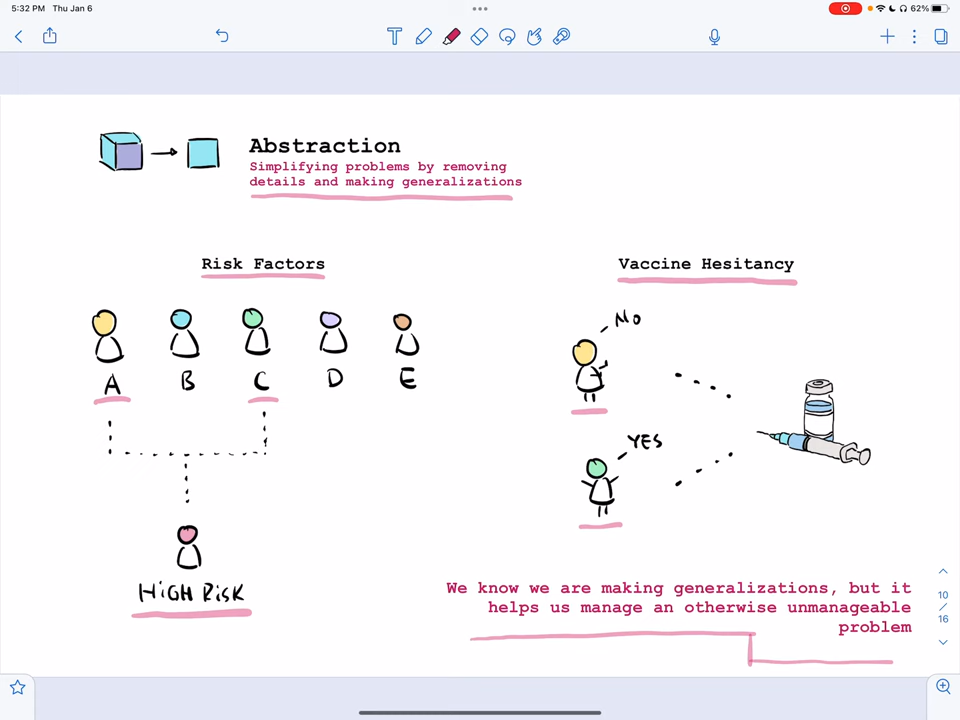 5:32 PM Thu Jan 6
62%
Abstraction
Simplifying problems by removing
details and making generalizations
Risk Factors
A B C D E
HIGH RISK
Vaccine Hesitancy
NO
YES
We know we are making generalizations, but it
helps us manage an otherwise unmanageable
problem
10
/
16